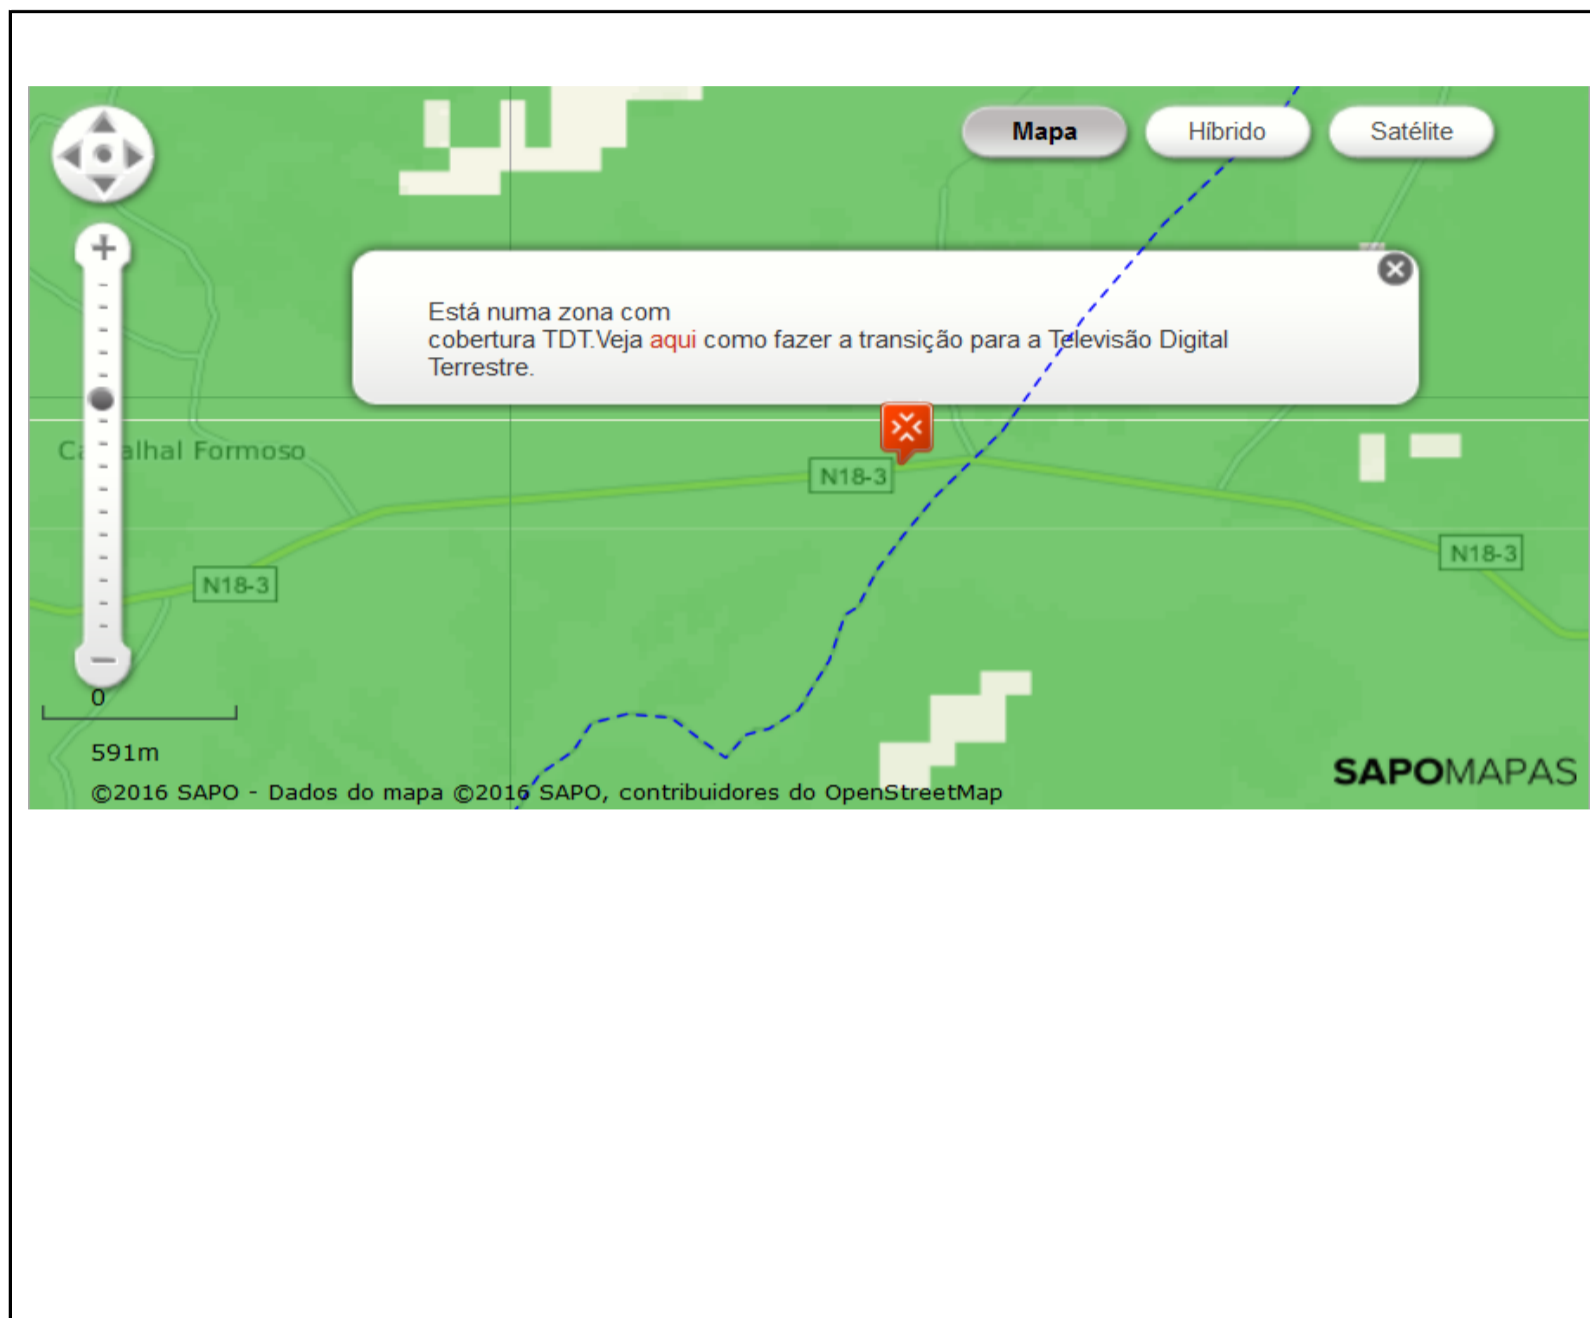 Mapa
Híbrido
Satélite
Está numa zona com
cobertura TDT.Veja aqui como fazer a transição para a Televisão Digital
Terrestre.
Formoso
N18-3
N18-3
N18-3
0
591m
SAPOMAPAS
©2016 SAPO - Dados do mapa ©2016 SAPO, contribuidores do OpenStreetMap